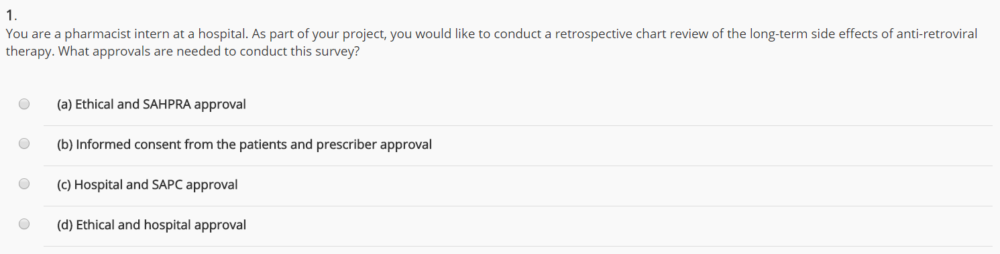 1.
You are a pharmacist intern at a hospital. As part of your project, you would like to conduct a retrospective chart review of the long-term side effects of anti-retroviral
therapy. What approvals are needed to conduct this survey?
(a) Ethical and SAHPRA approval
(b) Informed consent from the patients and prescriber approval
(c) Hospital and SAPC approval
(d) Ethical and hospital approval